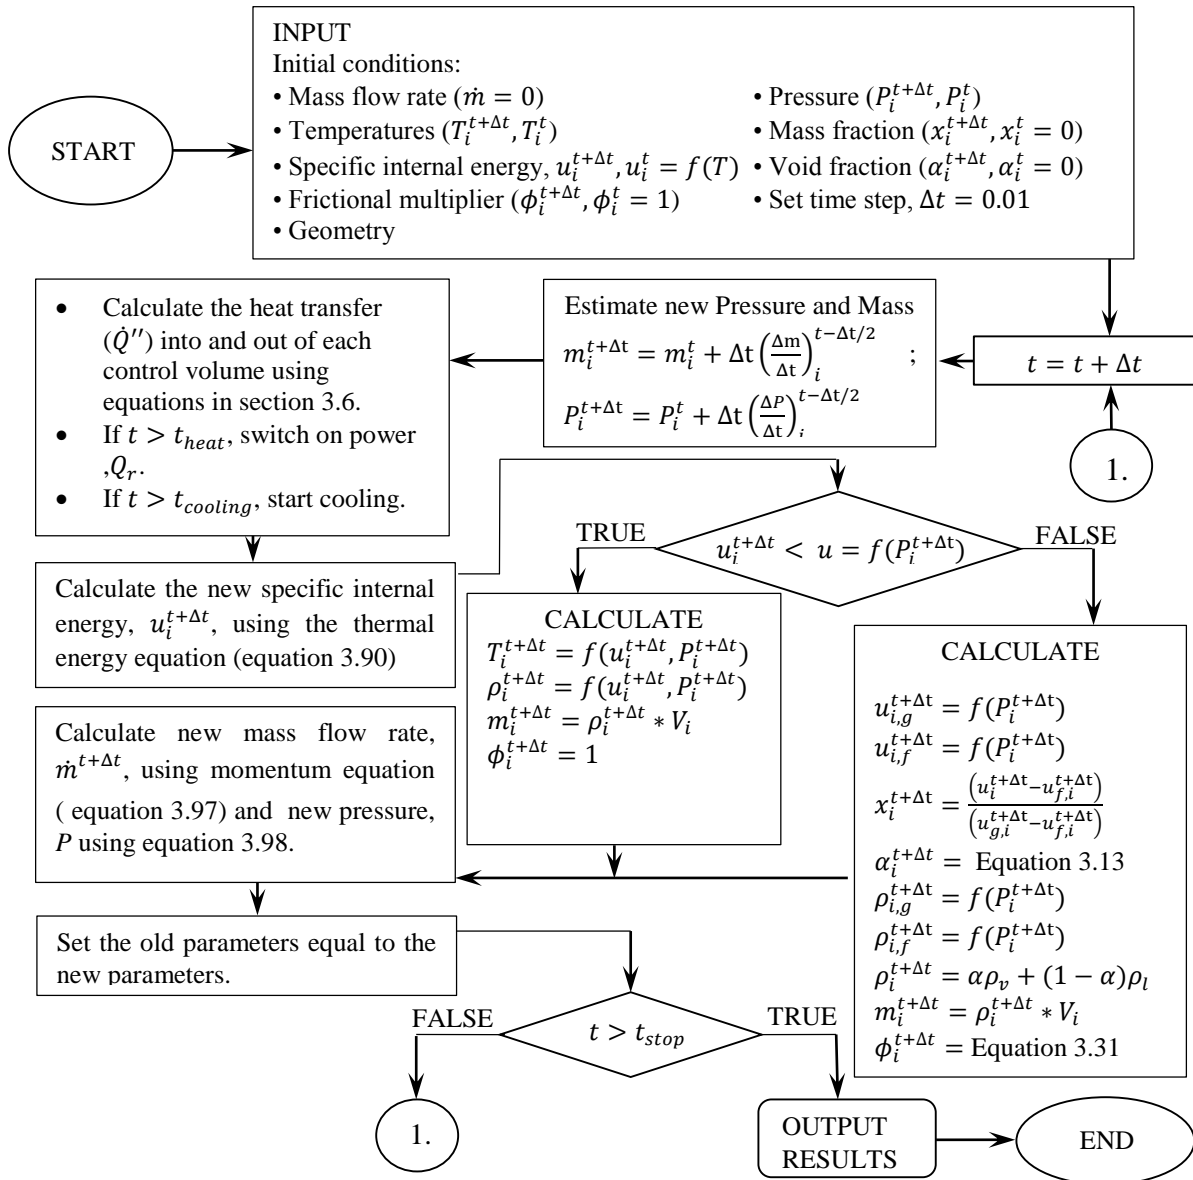 START
INPUT
Initial conditions:
• Mass flow rate (ṁ = 0)
• Temperatures (T_i^{t+Δt}, T_i^t)
• Specific internal energy, u_i^{t+Δt}, u_i^t = f(T)
• Frictional multiplier (ϕ_i^{t+Δt}, ϕ_i^t = 1)
• Geometry
• Pressure (P_i^{t+Δt}, P_i^t)
• Mass fraction (x_i^{t+Δt}, x_i^t = 0)
• Void fraction (α_i^{t+Δt}, α_i^t = 0)
• Set time step, Δt = 0.01
t = t + Δt
1.
Estimate new Pressure and Mass
m_i^{t+Δt} = m_i^t + Δt (Δm/Δt)_i^{t−Δt/2} ;
P_i^{t+Δt} = P_i^t + Δt (ΔP/Δt)_i^{t−Δt/2}
• Calculate the heat transfer
(Q̇′′) into and out of each
control volume using
equations in section 3.6.
• If t > t_{heat}, switch on power
,Q_r.
• If t > t_{cooling}, start cooling.
Calculate the new specific internal
energy, u_i^{t+Δt}, using the thermal
energy equation (equation 3.90)
u_i^{t+Δt} < u = f(P_i^{t+Δt})
TRUE
FALSE
CALCULATE
T_i^{t+Δt} = f(u_i^{t+Δt}, P_i^{t+Δt})
ρ_i^{t+Δt} = f(u_i^{t+Δt}, P_i^{t+Δt})
m_i^{t+Δt} = ρ_i^{t+Δt} * V_i
ϕ_i^{t+Δt} = 1
CALCULATE
u_{i,g}^{t+Δt} = f(P_i^{t+Δt})
u_{i,f}^{t+Δt} = f(P_i^{t+Δt})
x_i^{t+Δt} = (u_i^{t+Δt}−u_{f,i}^{t+Δt})/(u_{g,i}^{t+Δt}−u_{f,i}^{t+Δt})
α_i^{t+Δt} = Equation 3.13
ρ_{i,g}^{t+Δt} = f(P_i^{t+Δt})
ρ_{i,f}^{t+Δt} = f(P_i^{t+Δt})
ρ_i^{t+Δt} = αρ_v + (1 − α)ρ_l
m_i^{t+Δt} = ρ_i^{t+Δt} * V_i
ϕ_i^{t+Δt} = Equation 3.31
Calculate new mass flow rate,
ṁ^{t+Δt}, using momentum equation
( equation 3.97) and new pressure,
P using equation 3.98.
Set the old parameters equal to the
new parameters.
t > t_{stop}
FALSE
TRUE
1.
OUTPUT
RESULTS
END